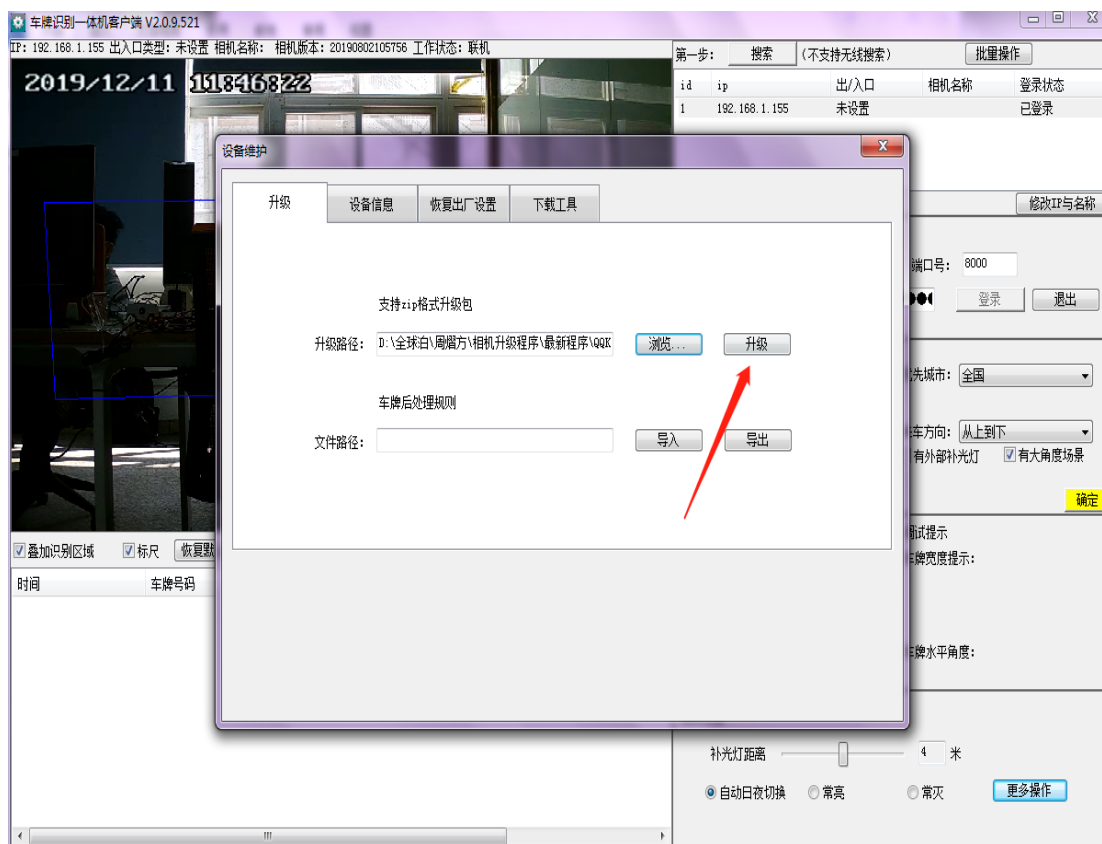 车牌识别一体机客户端 V2.0.9.521
IP: 192.168.1.155 出入口类型: 未设置 相机名称: 相机版本: 20190802105756 工作状态: 联机
2019/12/11 11846822
第一步: 搜索 (不支持无线搜索) 批量操作
id ip 出/入口 相机名称 登录状态
1 192.168.1.155 未设置 已登录
修改IP与名称
端口号: 8000
登录 退出
先城市: 全国
车方向: 从上到下
有外部补光灯 有大角度场景
确定
调试提示
车牌宽度提示:
车牌水平角度:
补光灯距离 4 米
自动日夜切换 常亮 常灭 更多操作
设备维护
升级 设备信息 恢复出厂设置 下载工具
支持zip格式升级包
升级路径: D:\全球白\周熠方\相机升级程序\最新程序\QQK 浏览... 升级
车牌后处理规则
文件路径: 导入 导出
叠加识别区域 标尺 恢复默
时间 车牌号码